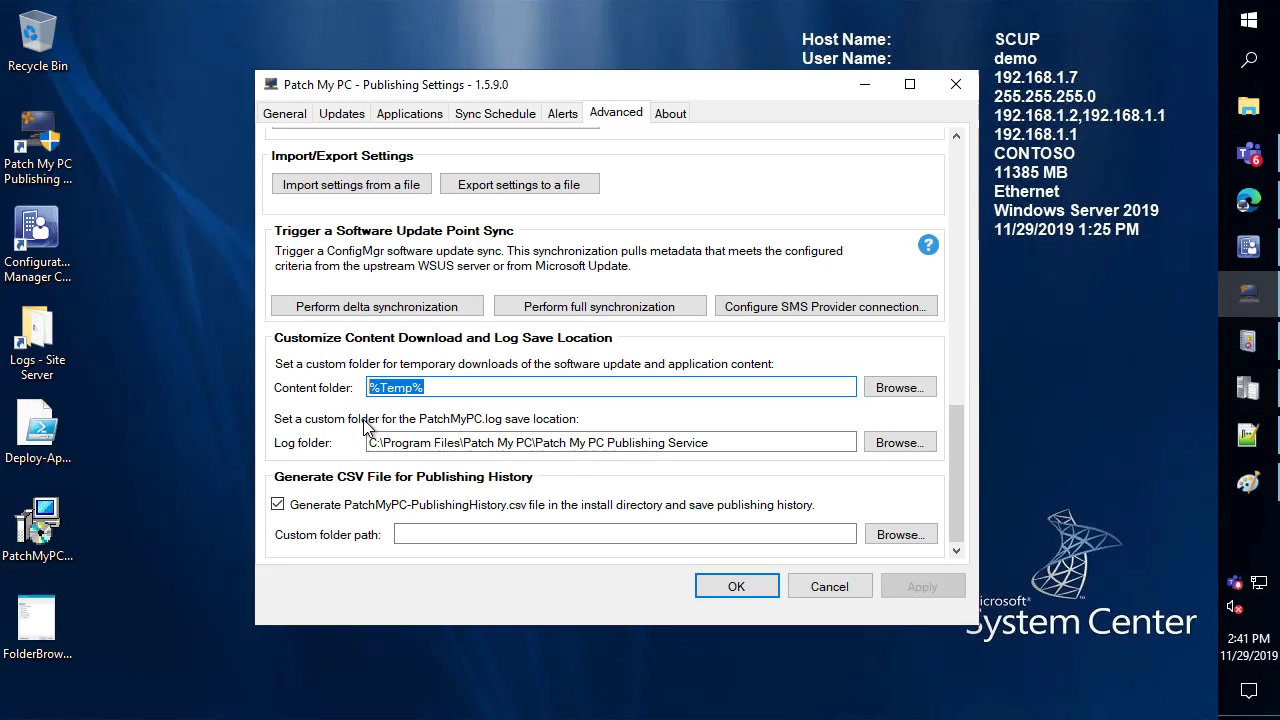 Recycle Bin
Patch My PC
Publishing ...
Configurat...
Manager C...
Logs - Site
Server
Deploy-Ap...
PatchMyPC...
FolderBrow...
Host Name: SCUP
User Name: demo
192.168.1.7
255.255.255.0
192.168.1.2,192.168.1.1
192.168.1.1
CONTOSO
11385 MB
Ethernet
Windows Server 2019
11/29/2019 1:25 PM
Patch My PC - Publishing Settings - 1.5.9.0
General Updates Applications Sync Schedule Alerts Advanced About
Import/Export Settings
Import settings from a file Export settings to a file
Trigger a Software Update Point Sync
Trigger a ConfigMgr software update sync. This synchronization pulls metadata that meets the configured
criteria from the upstream WSUS server or from Microsoft Update.
?
Perform delta synchronization Perform full synchronization Configure SMS Provider connection...
Customize Content Download and Log Save Location
Set a custom folder for temporary downloads of the software update and application content:
Content folder: %Temp% Browse...
Set a custom folder for the PatchMyPC.log save location:
Log folder: C:\Program Files\Patch My PC\Patch My PC Publishing Service Browse...
Generate CSV File for Publishing History
Generate PatchMyPC-PublishingHistory.csv file in the install directory and save publishing history.
Custom folder path: Browse...
OK Cancel Apply
icrosoft®
System Center
6
2:41 PM
11/29/2019